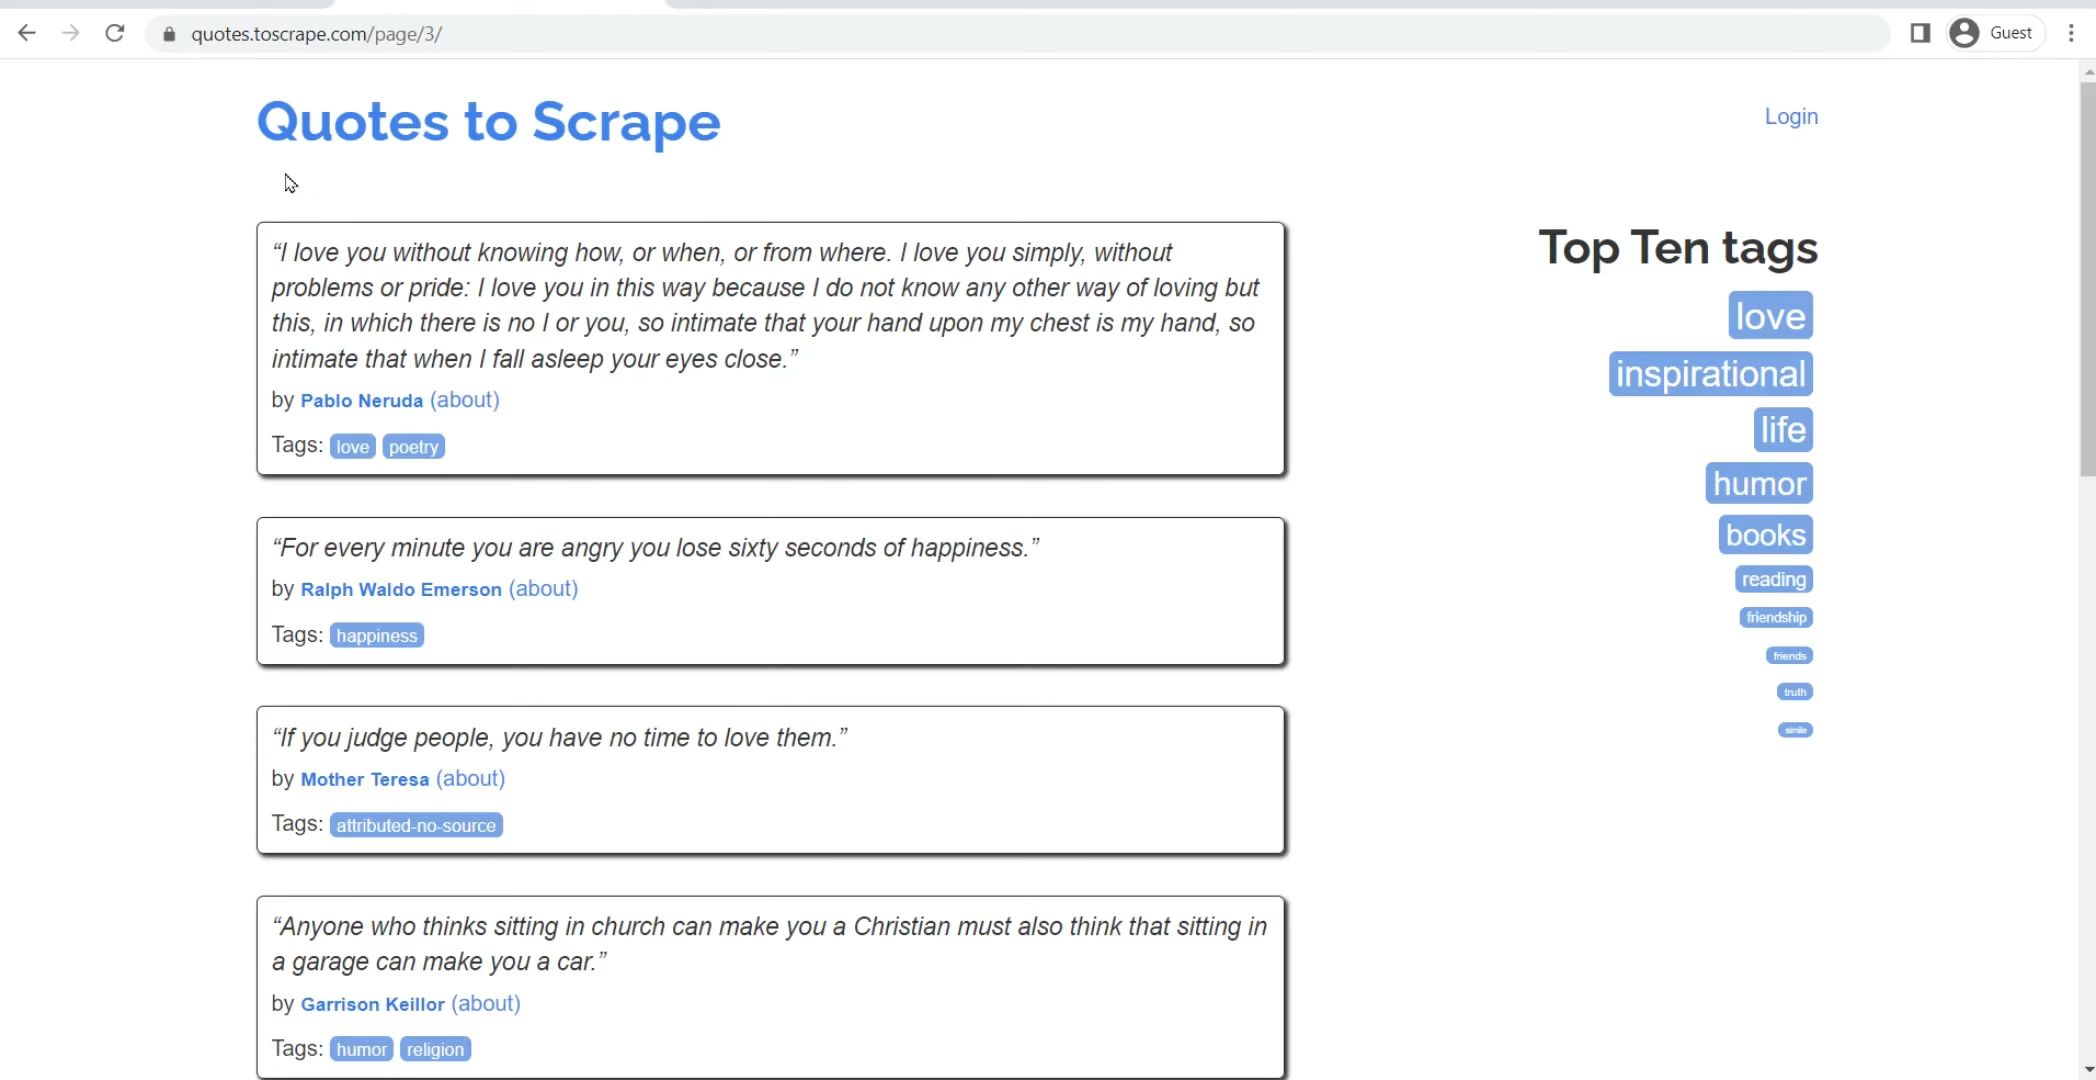 quotes.toscrape.com/page/3/
Guest
Quotes to Scrape
Login
“I love you without knowing how, or when, or from where. I love you simply, without
problems or pride: I love you in this way because I do not know any other way of loving but
this, in which there is no I or you, so intimate that your hand upon my chest is my hand, so
intimate that when I fall asleep your eyes close.”
by Pablo Neruda (about)
Tags: love poetry
“For every minute you are angry you lose sixty seconds of happiness.”
by Ralph Waldo Emerson (about)
Tags: happiness
“If you judge people, you have no time to love them.”
by Mother Teresa (about)
Tags: attributed-no-source
“Anyone who thinks sitting in church can make you a Christian must also think that sitting in
a garage can make you a car.”
by Garrison Keillor (about)
Tags: humor religion
Top Ten tags
love
inspirational
life
humor
books
reading
friendship
friends
truth
simile